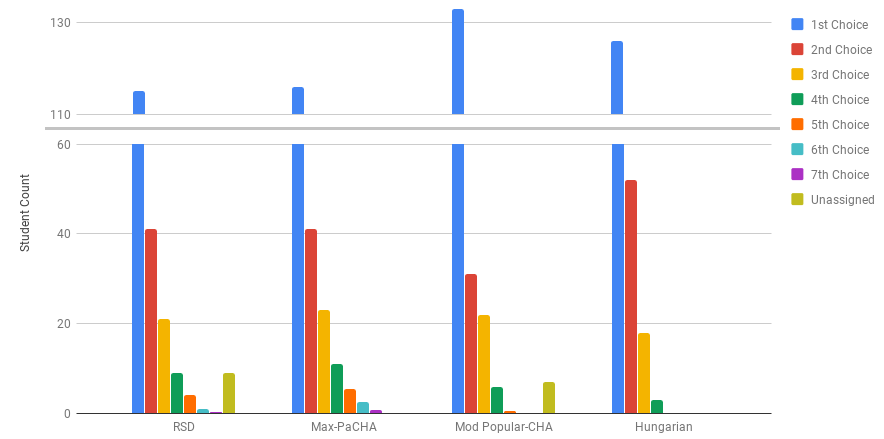 130
110
60
40
20
0
Student Count
RSD
Max-PaCHA
Mod Popular-CHA
Hungarian
1st Choice
2nd Choice
3rd Choice
4th Choice
5th Choice
6th Choice
7th Choice
Unassigned